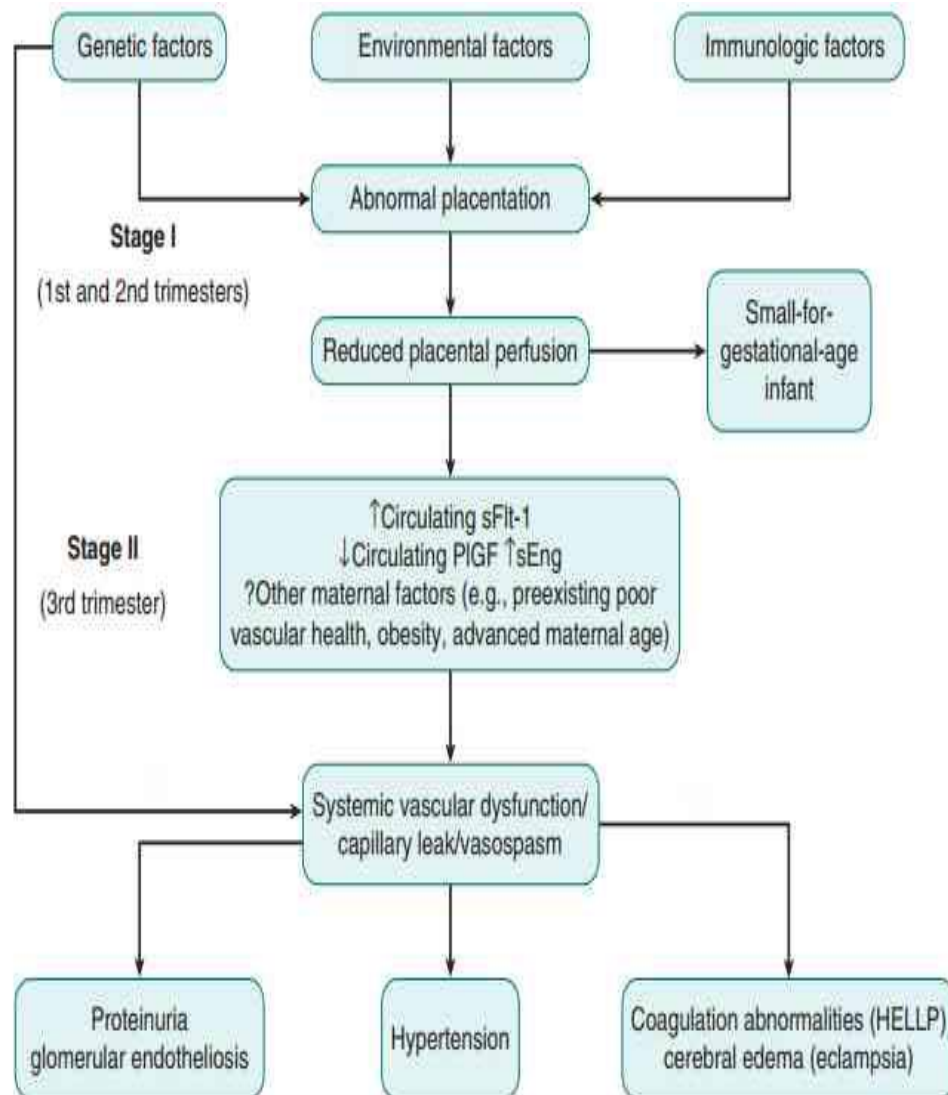 Genetic factors
Environmental factors
Immunologic factors
Abnormal placentation
Stage I
(1st and 2nd trimesters)
Reduced placental perfusion
Small-for-
gestational-age
infant
↑Circulating sFlt-1
↓Circulating PlGF ↑sEng
?Other maternal factors (e.g., preexisting poor
vascular health, obesity, advanced maternal age)
Stage II
(3rd trimester)
Systemic vascular dysfunction/
capillary leak/vasospasm
Proteinuria
glomerular endotheliosis
Hypertension
Coagulation abnormalities (HELLP)
cerebral edema (eclampsia)